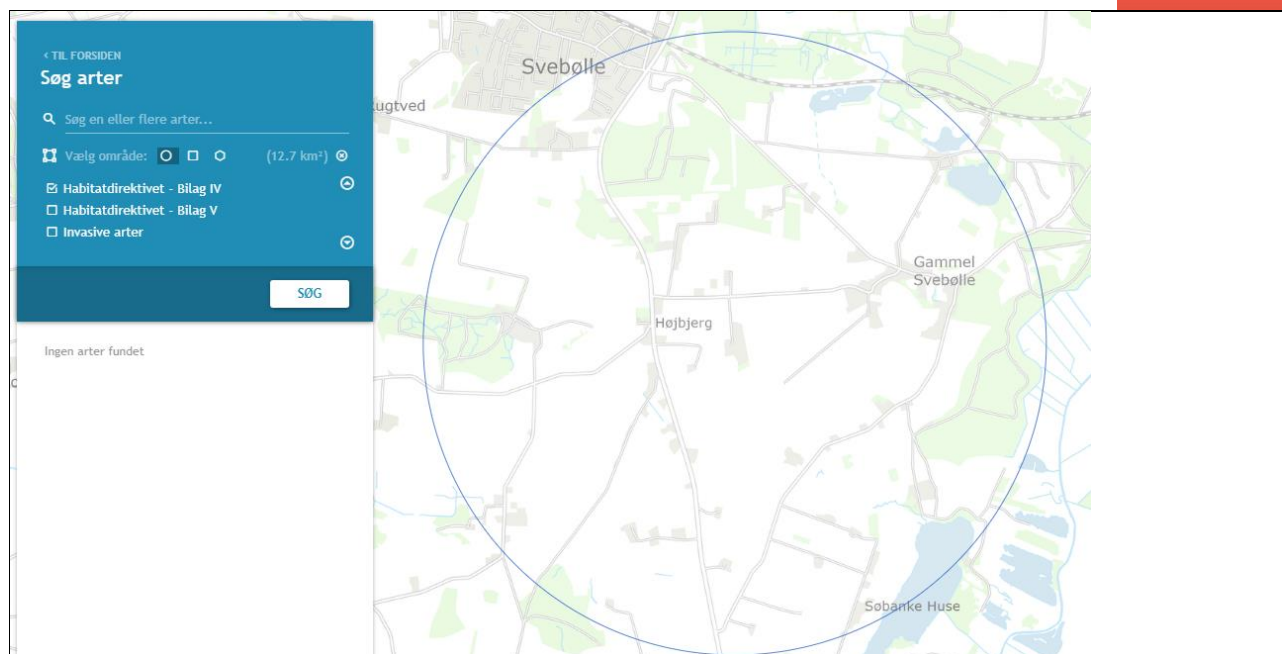 ‹ TIL FORSIDEN
Søg arter
Søg en eller flere arter...
Vælg område: (12.7 km²)
Habitatdirektivet - Bilag IV
Habitatdirektivet - Bilag V
Invasive arter
SØG
Ingen arter fundet
Svebølle
ugtved
Gammel
Svebølle
Højbjerg
Søbanke Huse